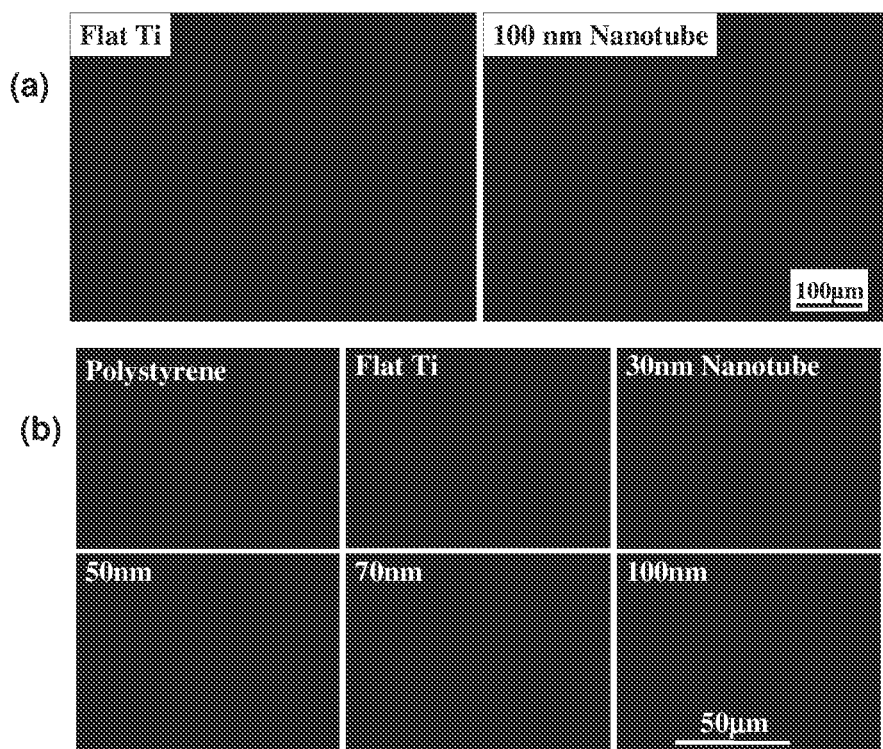 Flat Ti
100 nm Nanotube
(a)
100μm
Polystyrene
Flat Ti
30nm Nanotube
(b)
50nm
70nm
100nm
50μm